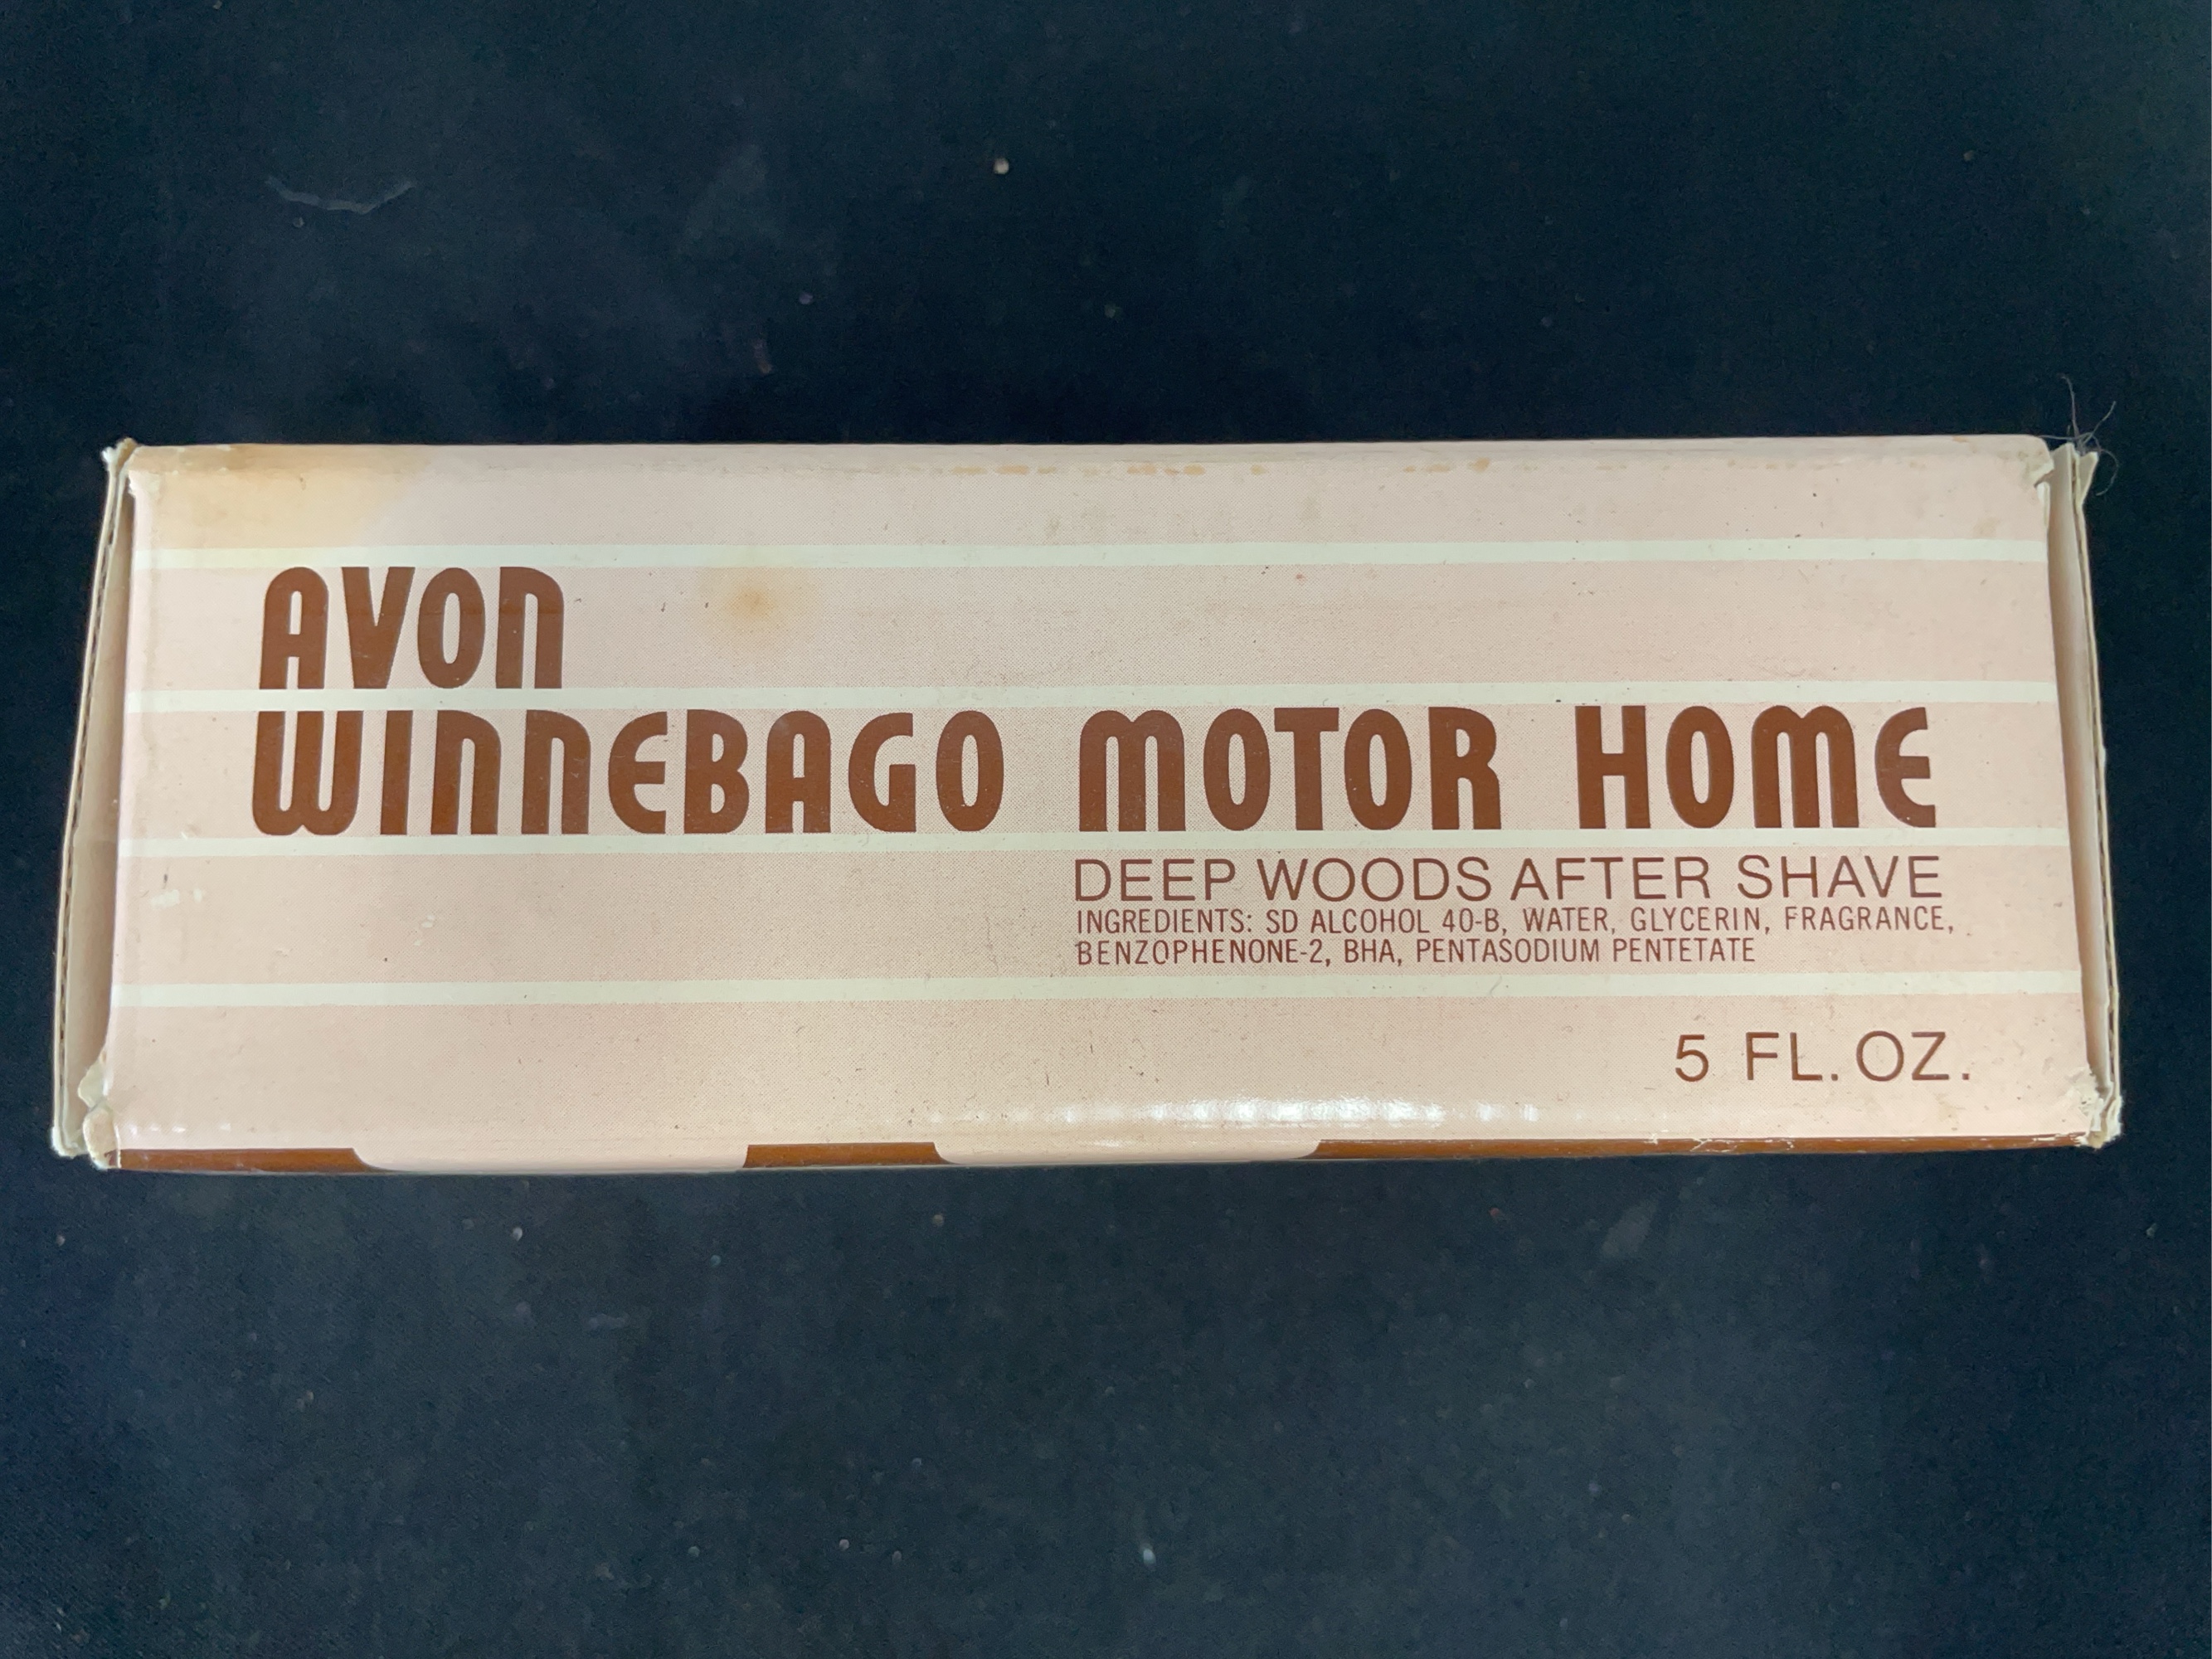 AVON
WINNEBAGO MOTOR HOME
DEEP WOODS AFTER SHAVE
INGREDIENTS: SD ALCOHOL 40-B, WATER, GLYCERIN, FRAGRANCE,
BENZOPHENONE-2, BHA, PENTASODIUM PENTETATE
5 FL. OZ.